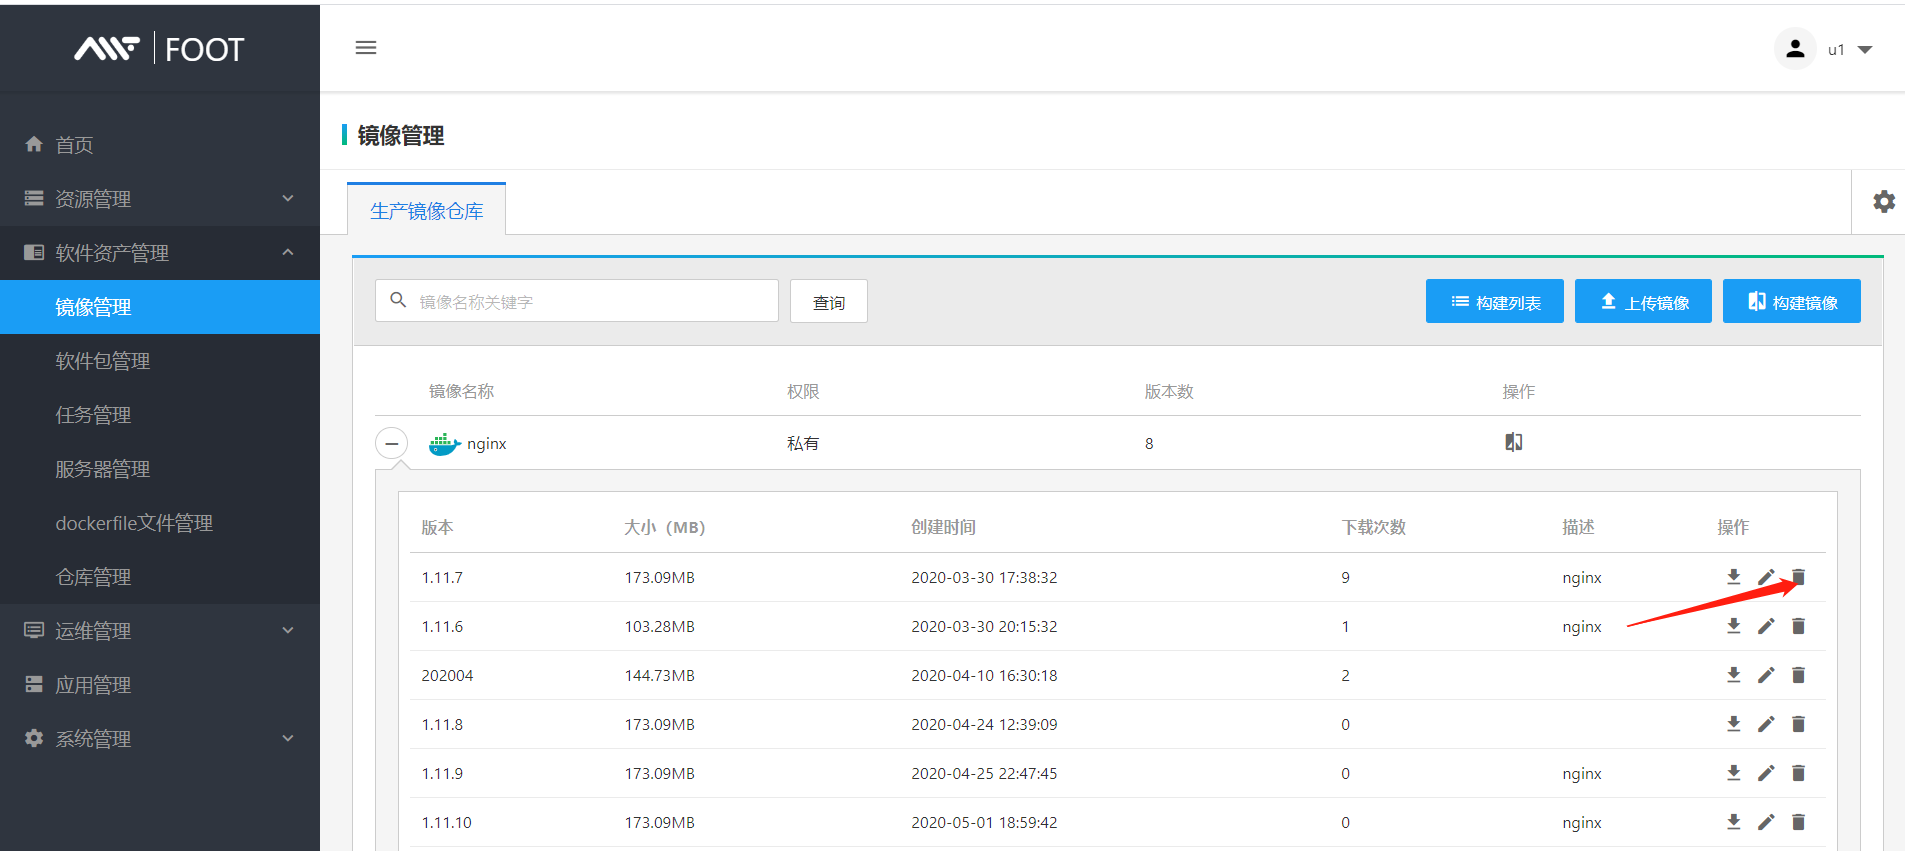 FOOT
u1
首页
资源管理
软件资产管理
镜像管理
软件包管理
任务管理
服务器管理
dockerfile文件管理
仓库管理
运维管理
应用管理
系统管理
镜像管理
生产镜像仓库
镜像名称关键字 查询 构建列表 上传镜像 构建镜像
镜像名称 权限 版本数 操作
nginx 私有 8
版本 大小（MB） 创建时间 下载次数 描述 操作
1.11.7 173.09MB 2020-03-30 17:38:32 9 nginx
1.11.6 103.28MB 2020-03-30 20:15:32 1 nginx
202004 144.73MB 2020-04-10 16:30:18 2
1.11.8 173.09MB 2020-04-24 12:39:09 0
1.11.9 173.09MB 2020-04-25 22:47:45 0 nginx
1.11.10 173.09MB 2020-05-01 18:59:42 0 nginx